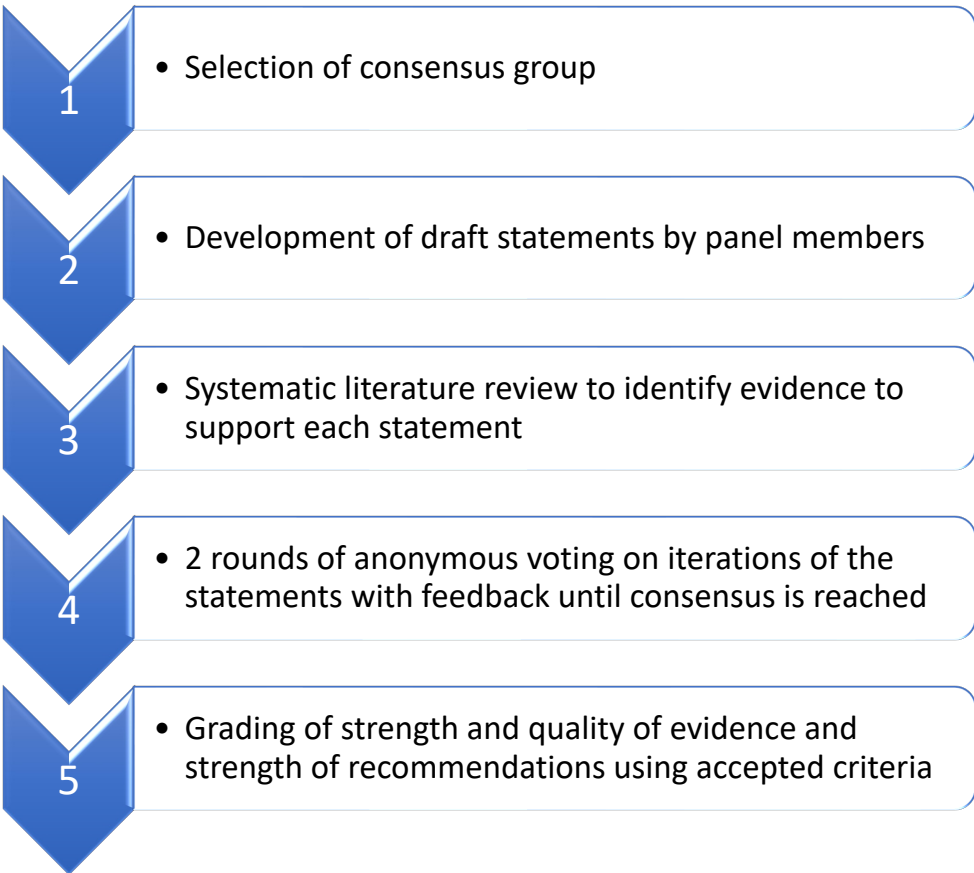 1
• Selection of consensus group
2
• Development of draft statements by panel members
3
• Systematic literature review to identify evidence to
support each statement
4
• 2 rounds of anonymous voting on iterations of the
statements with feedback until consensus is reached
5
• Grading of strength and quality of evidence and
strength of recommendations using accepted criteria